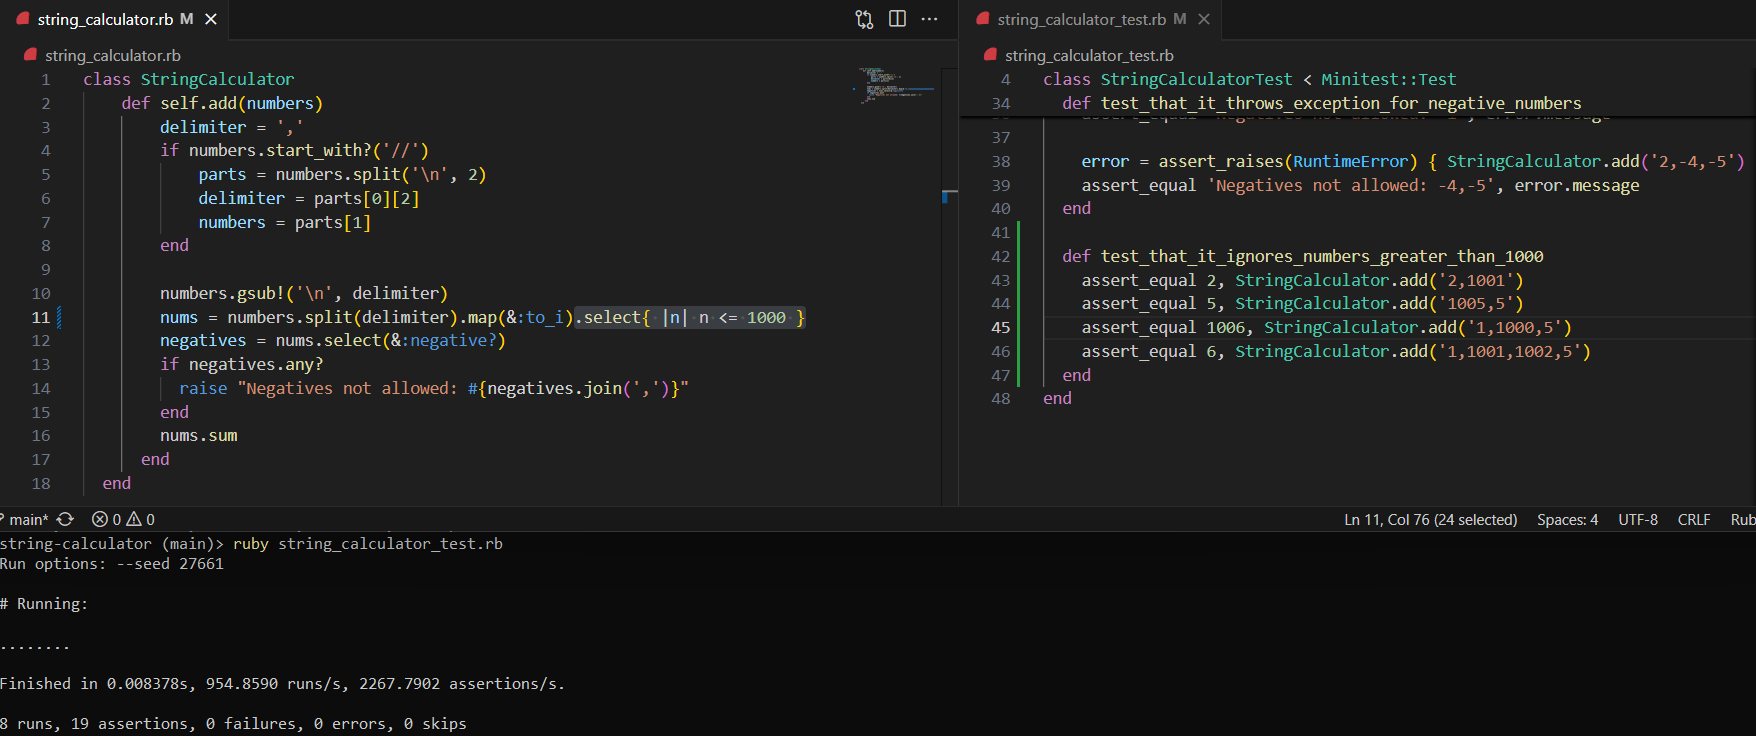 string_calculator.rb M
string_calculator.rb
1 class StringCalculator
2 def self.add(numbers)
3 delimiter = ','
4 if numbers.start_with?('//')
5 parts = numbers.split('\n', 2)
6 delimiter = parts[0][2]
7 numbers = parts[1]
8 end
9
10 numbers.gsub!('\n', delimiter)
11 nums = numbers.split(delimiter).map(&:to_i).select{ |n| n <= 1000 }
12 negatives = nums.select(&:negative?)
13 if negatives.any?
14 raise "Negatives not allowed: #{negatives.join(',')}"
15 end
16 nums.sum
17 end
18 end
string_calculator_test.rb M
string_calculator_test.rb
4 class StringCalculatorTest < Minitest::Test
34 def test_that_it_throws_exception_for_negative_numbers
37
38 error = assert_raises(RuntimeError) { StringCalculator.add('2,-4,-5')
39 assert_equal 'Negatives not allowed: -4,-5', error.message
40 end
41
42 def test_that_it_ignores_numbers_greater_than_1000
43 assert_equal 2, StringCalculator.add('2,1001')
44 assert_equal 5, StringCalculator.add('1005,5')
45 assert_equal 1006, StringCalculator.add('1,1000,5')
46 assert_equal 6, StringCalculator.add('1,1001,1002,5')
47 end
48 end
main* 0 0 Ln 11, Col 76 (24 selected) Spaces: 4 UTF-8 CRLF Rub
string-calculator (main)> ruby string_calculator_test.rb
Run options: --seed 27661
# Running:
........
Finished in 0.008378s, 954.8590 runs/s, 2267.7902 assertions/s.
8 runs, 19 assertions, 0 failures, 0 errors, 0 skips